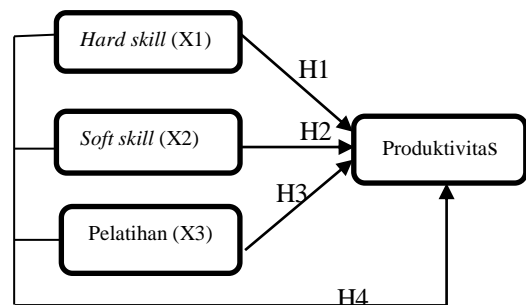 Hard skill (X1)
H1
Soft skill (X2)
H2
Produktivitas
H3
Pelatihan (X3)
H4